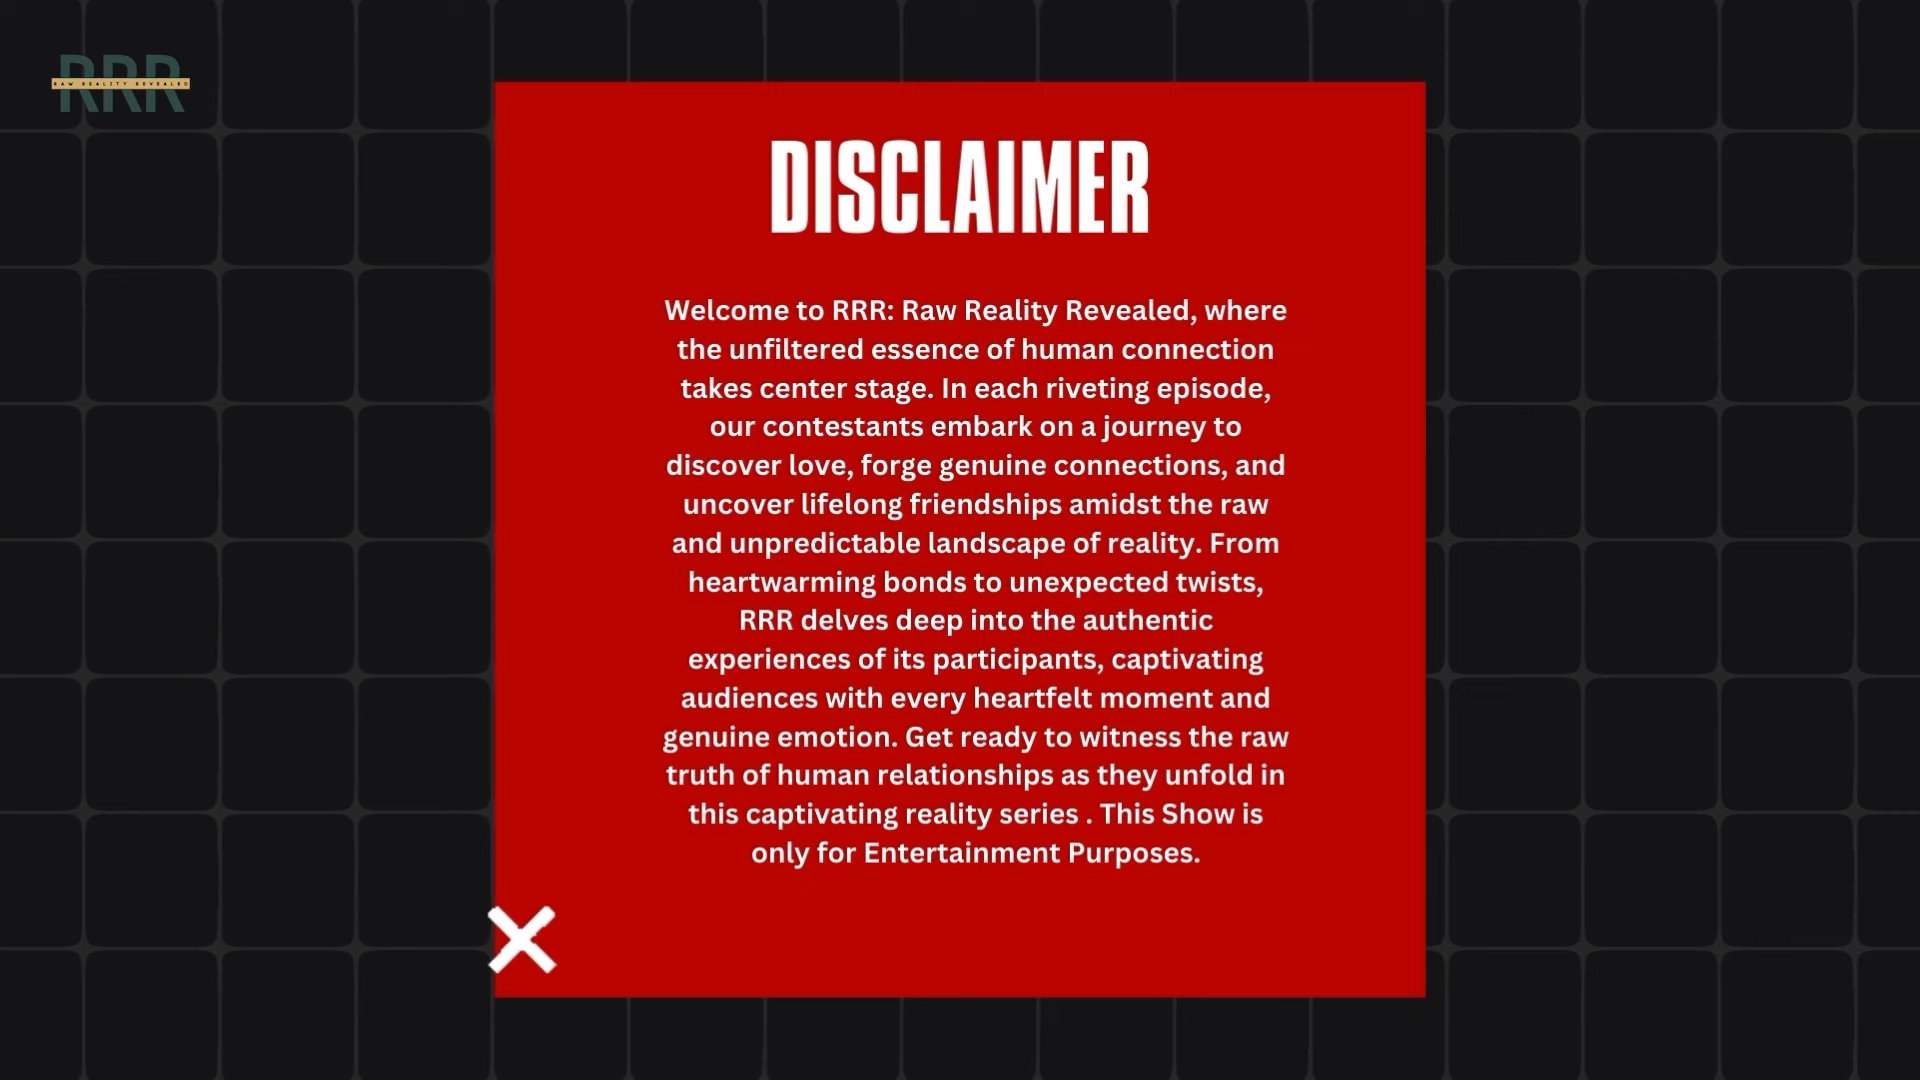 RRR
RAW REALITY REVEALED
DISCLAIMER
Welcome to RRR: Raw Reality Revealed, where
the unfiltered essence of human connection
takes center stage. In each riveting episode,
our contestants embark on a journey to
discover love, forge genuine connections, and
uncover lifelong friendships amidst the raw
and unpredictable landscape of reality. From
heartwarming bonds to unexpected twists,
RRR delves deep into the authentic
experiences of its participants, captivating
audiences with every heartfelt moment and
genuine emotion. Get ready to witness the raw
truth of human relationships as they unfold in
this captivating reality series . This Show is
only for Entertainment Purposes.